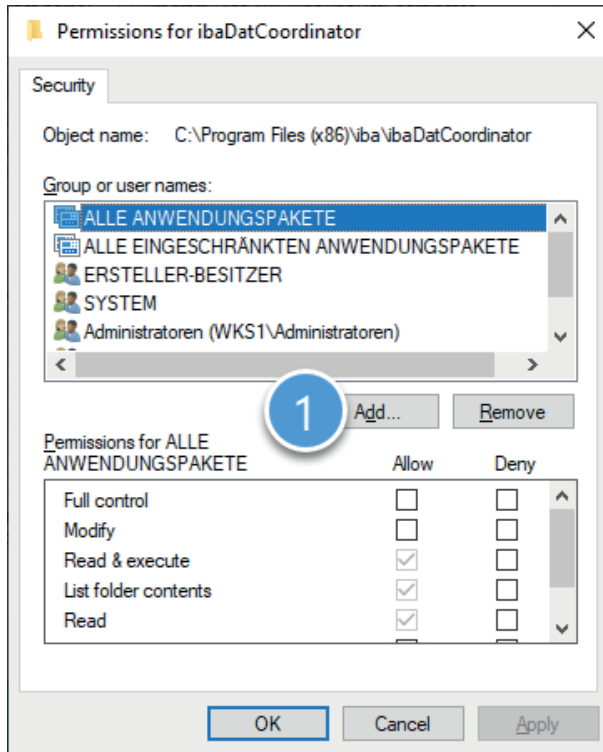 Permissions for ibaDatCoordinator
Security
Object name: C:\Program Files (x86)\iba\ibaDatCoordinator
Group or user names:
ALLE ANWENDUNGSPAKETE
ALLE EINGESCHRÄNKTEN ANWENDUNGSPAKETE
ERSTELLER-BESITZER
SYSTEM
Administratoren (WKS1\Administratoren)
1 Add... Remove
Permissions for ALLE
ANWENDUNGSPAKETE Allow Deny
Full control
Modify
Read & execute
List folder contents
Read
OK Cancel Apply